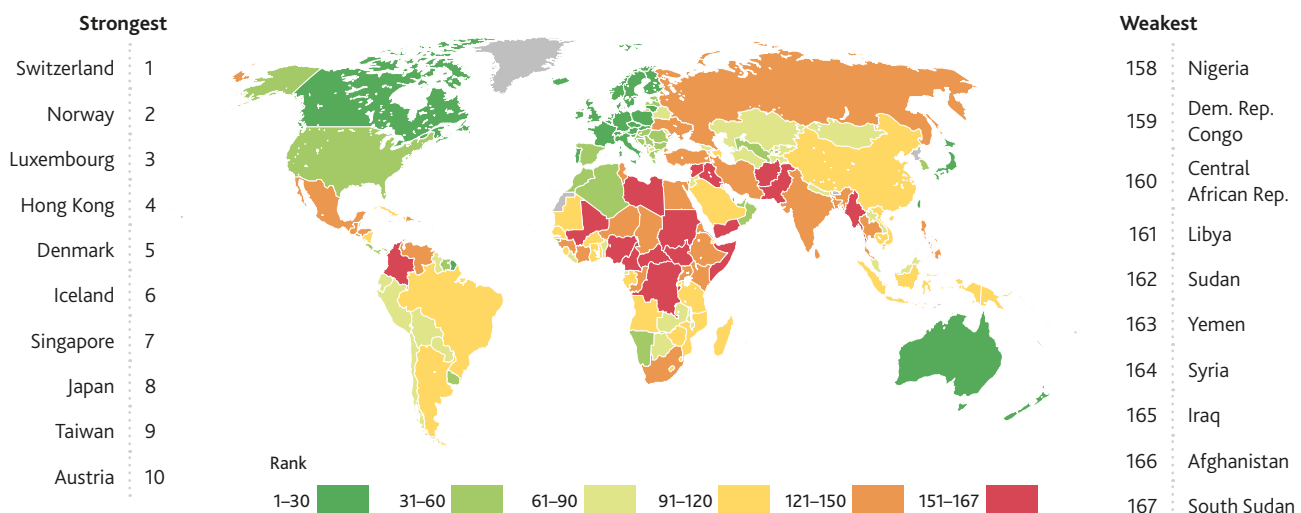 Strongest
Switzerland 1
Norway 2
Luxembourg 3
Hong Kong 4
Denmark 5
Iceland 6
Singapore 7
Japan 8
Taiwan 9
Austria 10
Rank
1–30 31–60 61–90 91–120 121–150 151–167
Weakest
158 Nigeria
159 Dem. Rep.
Congo
160 Central
African Rep.
161 Libya
162 Sudan
163 Yemen
164 Syria
165 Iraq
166 Afghanistan
167 South Sudan